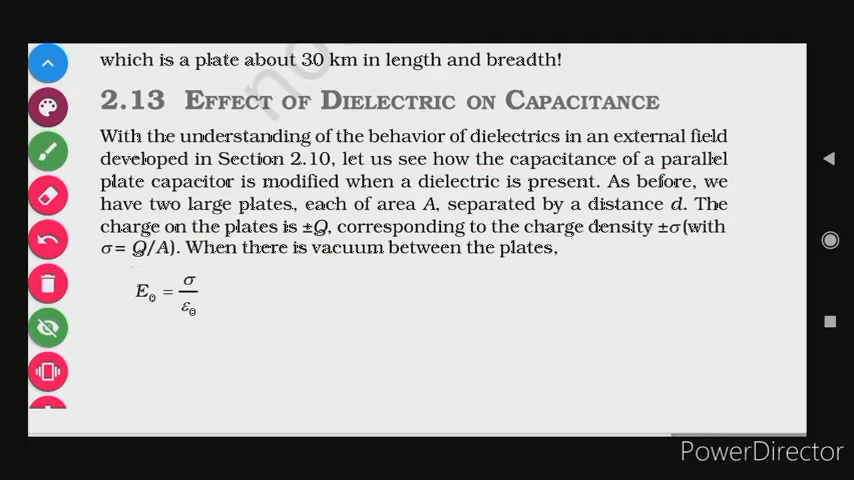 which is a plate about 30 km in length and breadth!
2.13 EFFECT OF DIELECTRIC ON CAPACITANCE
With the understanding of the behavior of dielectrics in an external field
developed in Section 2.10, let us see how the capacitance of a parallel
plate capacitor is modified when a dielectric is present. As before, we
have two large plates, each of area A, separated by a distance d. The
charge on the plates is ±Q, corresponding to the charge density ±σ (with
σ = Q/A). When there is vacuum between the plates,
E₀ = σ/ε₀
PowerDirector